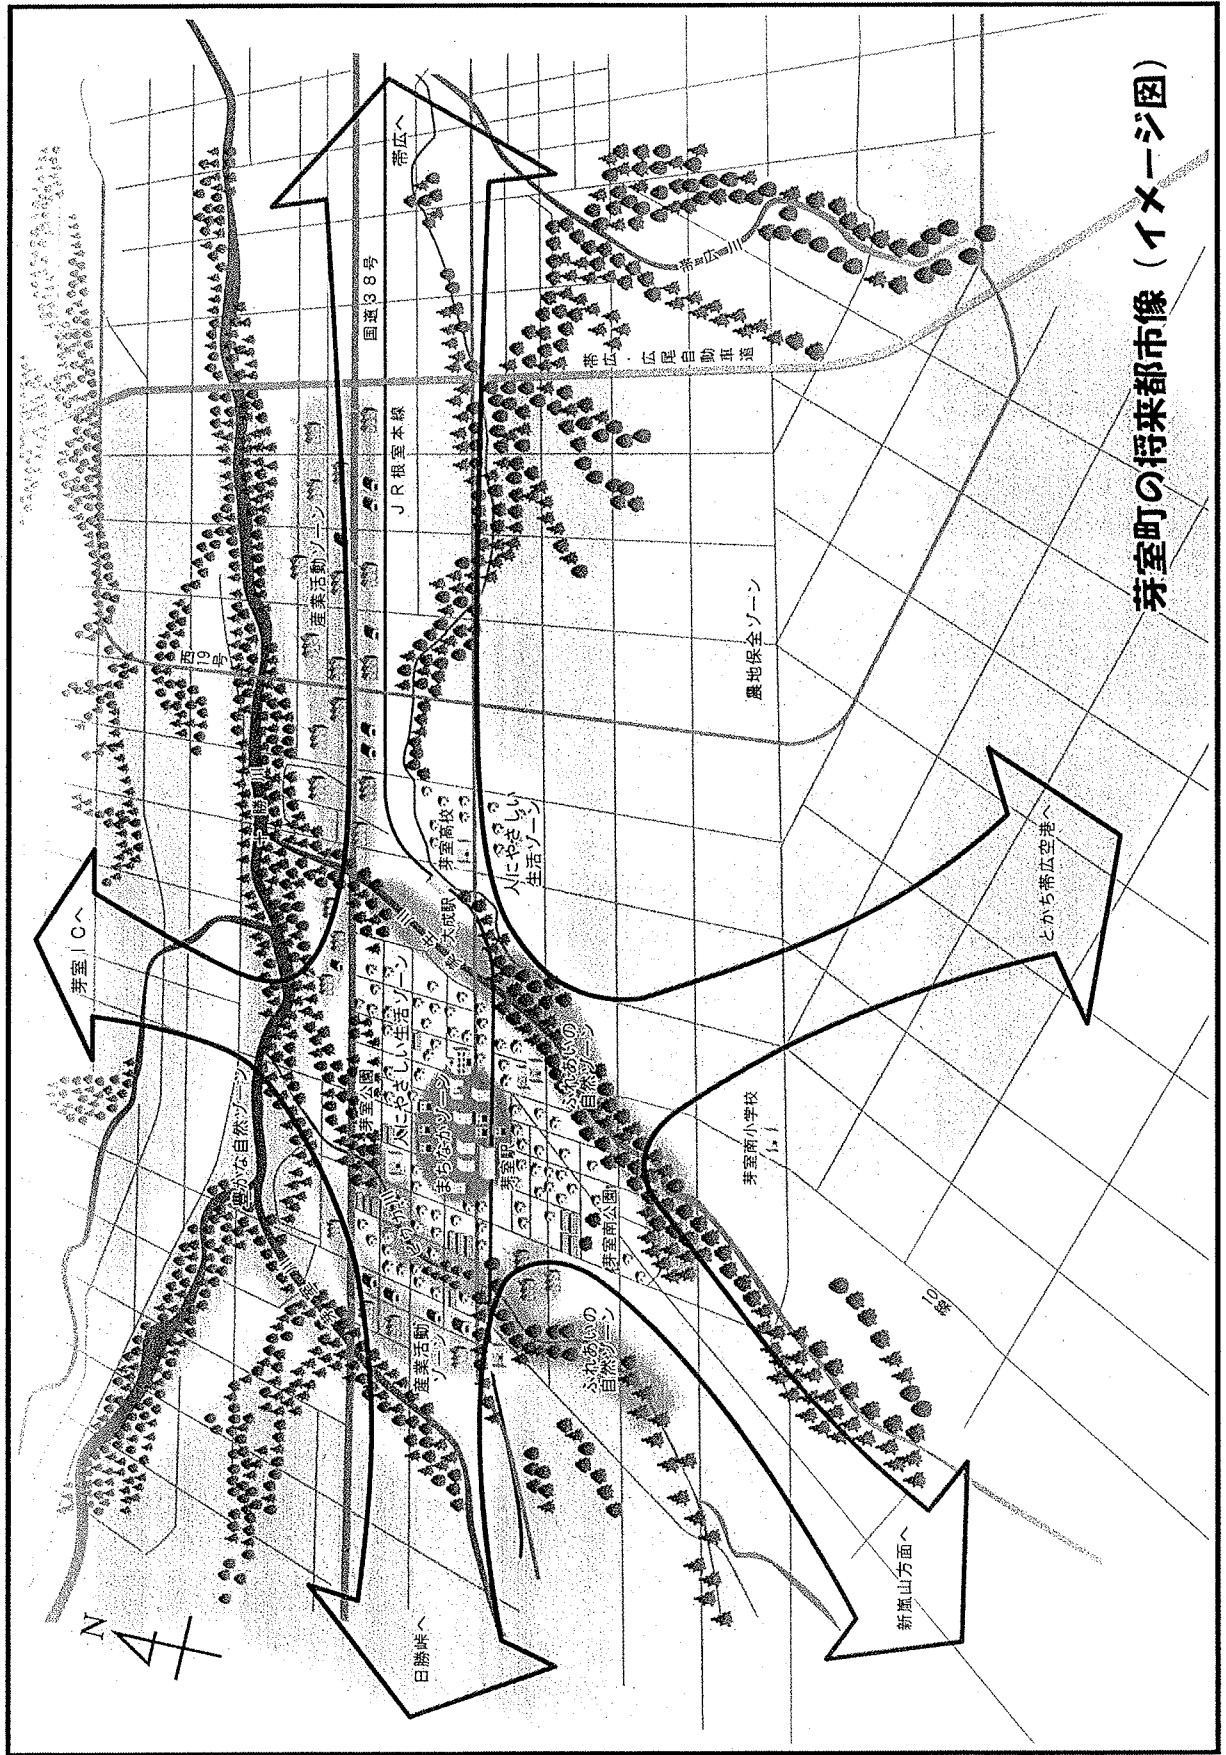 芽室町の将来都市像（イメージ図）
N
芽室ICへ
西19号
豊かな自然ゾーン
産業活動ゾーン
国道38号
帯広へ
JR根室本線
芽室公園
人にやさしい生活ゾーン
まちなかゾーン
芽室駅
大成駅
芽室高校
人にやさしい
生活ゾーン
産業活動
ゾーン
日勝峠へ
ふれあいの
自然ゾーン
芽室南公園
ふれあいの
自然ゾーン
帯広・広尾自動車道
帯広川
農地保全ゾーン
芽室南小学校
10線
新嵐山方面へ
とかち帯広空港へ